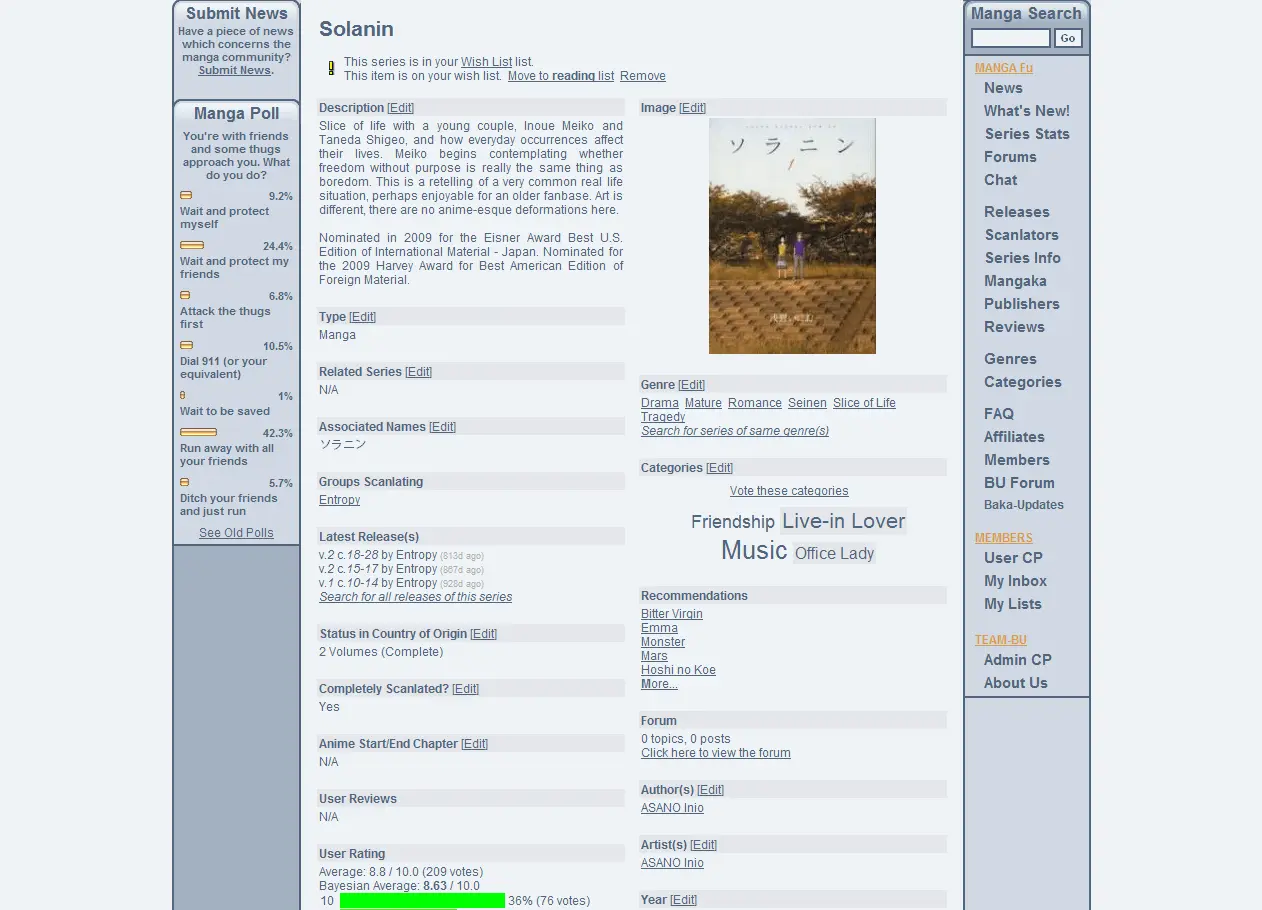 Submit News
Have a piece of news
which concerns the
manga community?
Submit News.
Manga Poll
You're with friends
and some thugs
approach you. What
do you do?
9.2%
Wait and protect
myself
24.4%
Wait and protect my
friends
6.8%
Attack the thugs
first
10.5%
Dial 911 (or your
equivalent)
1%
Wait to be saved
42.3%
Run away with all
your friends
5.7%
Ditch your friends
and just run
See Old Polls
Solanin
This series is in your Wish List list.
This item is on your wish list. Move to reading list Remove
Description [Edit]
Slice of life with a young couple, Inoue Meiko and
Taneda Shigeo, and how everyday occurrences affect
their lives. Meiko begins contemplating whether
freedom without purpose is really the same thing as
boredom. This is a retelling of a very common real life
situation, perhaps enjoyable for an older fanbase. Art is
different, there are no anime-esque deformations here.
Nominated in 2009 for the Eisner Award Best U.S.
Edition of International Material - Japan. Nominated for
the 2009 Harvey Award for Best American Edition of
Foreign Material.
Type [Edit]
Manga
Related Series [Edit]
N/A
Associated Names [Edit]
ソラニン
Groups Scanlating
Entropy
Latest Release(s)
v.2 c.18-28 by Entropy (813d ago)
v.2 c.15-17 by Entropy (867d ago)
v.1 c.10-14 by Entropy (928d ago)
Search for all releases of this series
Status in Country of Origin [Edit]
2 Volumes (Complete)
Completely Scanlated? [Edit]
Yes
Anime Start/End Chapter [Edit]
N/A
User Reviews
N/A
User Rating
Average: 8.8 / 10.0 (209 votes)
Bayesian Average: 8.63 / 10.0
10 36% (76 votes)
Image [Edit]
ソラニン
1
浅野いにお
Genre [Edit]
Drama Mature Romance Seinen Slice of Life
Tragedy
Search for series of same genre(s)
Categories [Edit]
Vote these categories
Friendship Live-in Lover
Music Office Lady
Recommendations
Bitter Virgin
Emma
Monster
Mars
Hoshi no Koe
More...
Forum
0 topics, 0 posts
Click here to view the forum
Author(s) [Edit]
ASANO Inio
Artist(s) [Edit]
ASANO Inio
Year [Edit]
Manga Search
Go
MANGA Fu
News
What's New!
Series Stats
Forums
Chat
Releases
Scanlators
Series Info
Mangaka
Publishers
Reviews
Genres
Categories
FAQ
Affiliates
Members
BU Forum
Baka-Updates
MEMBERS
User CP
My Inbox
My Lists
TEAM-BU
Admin CP
About Us